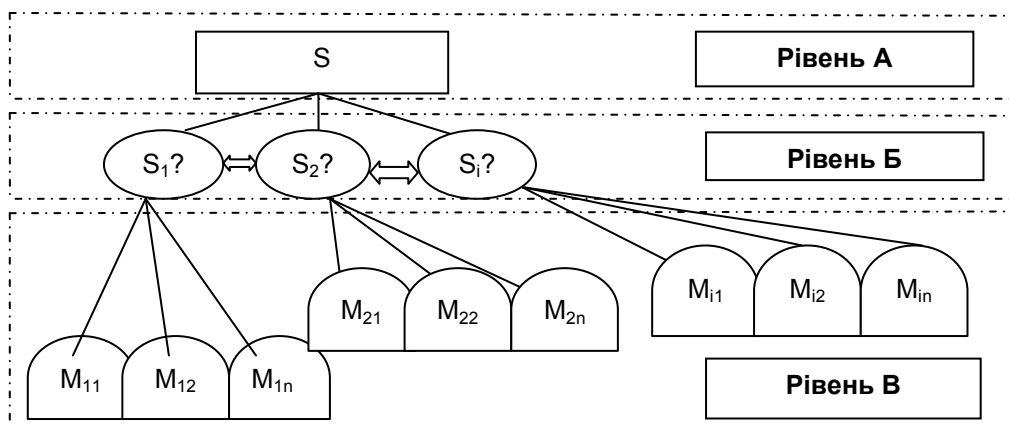 S
Рівень А
S₁?
S₂?
Sᵢ?
Рівень Б
M₁₁
M₁₂
M₁ₙ
M₂₁
M₂₂
M₂ₙ
Mᵢ₁
Mᵢ₂
Mᵢₙ
Рівень В